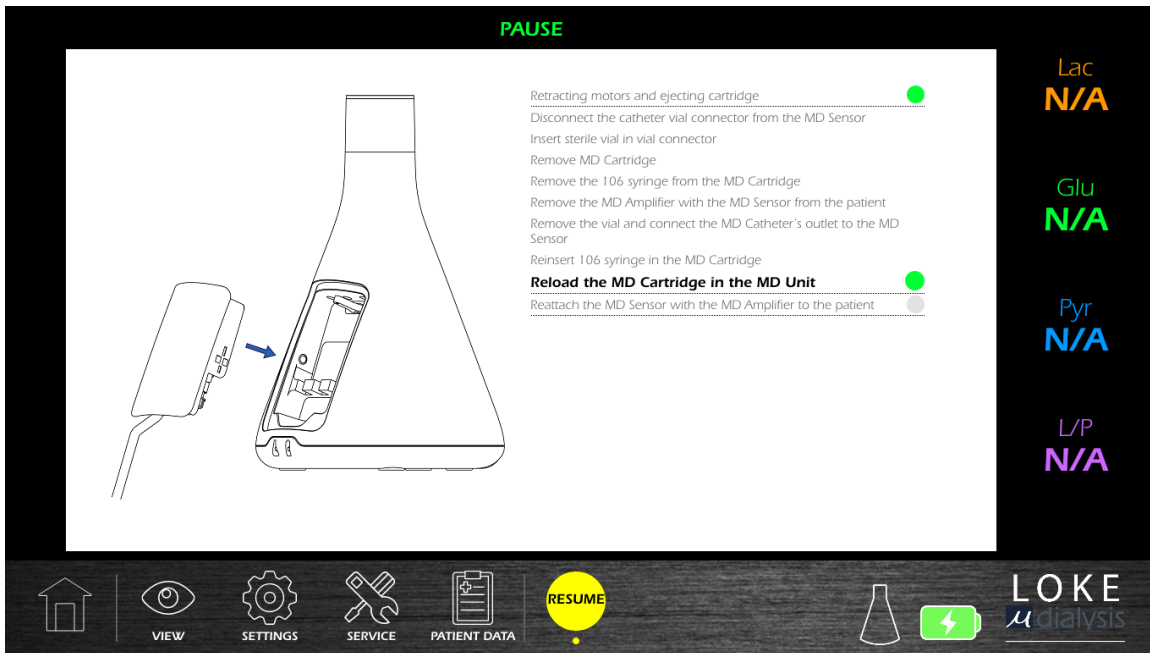 PAUSE
Retracting motors and ejecting cartridge
Disconnect the catheter vial connector from the MD Sensor
Insert sterile vial in vial connector
Remove MD Cartridge
Remove the 106 syringe from the MD Cartridge
Remove the MD Amplifier with the MD Sensor from the patient
Remove the vial and connect the MD Catheter's outlet to the MD
Sensor
Reinsert 106 syringe in the MD Cartridge
Reload the MD Cartridge in the MD Unit
Reattach the MD Sensor with the MD Amplifier to the patient
Lac
N/A
Glu
N/A
Pyr
N/A
L/P
N/A
VIEW
SETTINGS
SERVICE
PATIENT DATA
RESUME
LOKE
μdialysis